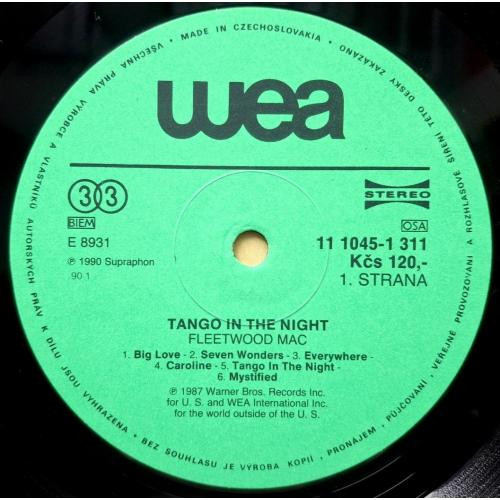 VŠECHNA PRÁVA VÝROBCE A VLASTNÍKŮ AUTORSKÝCH PRÁV K DÍLU JSOU VYHRAZENA • BEZ SOUHLASU JE VÝROBA KOPIÍ, PRONÁJEM, PŮJČOVÁNÍ, VEŘEJNÉ PROVOZOVÁNÍ A ROZHLASOVÉ ŠÍŘENÍ TÉTO DESKY ZAKÁZÁNO • MADE IN CZECHOSLOVAKIA •
wea
33
STEREO
BIEM
OSA
E 8931
11 1045-1 311
℗ 1990 Supraphon
Kčs 120,-
90 1
1. STRANA
TANGO IN THE NIGHT
FLEETWOOD MAC
1. Big Love - 2. Seven Wonders - 3. Everywhere -
4. Caroline - 5. Tango In The Night -
6. Mystified
℗ 1987 Warner Bros. Records Inc.
for U. S. and WEA International Inc.
for the world outside of the U. S.